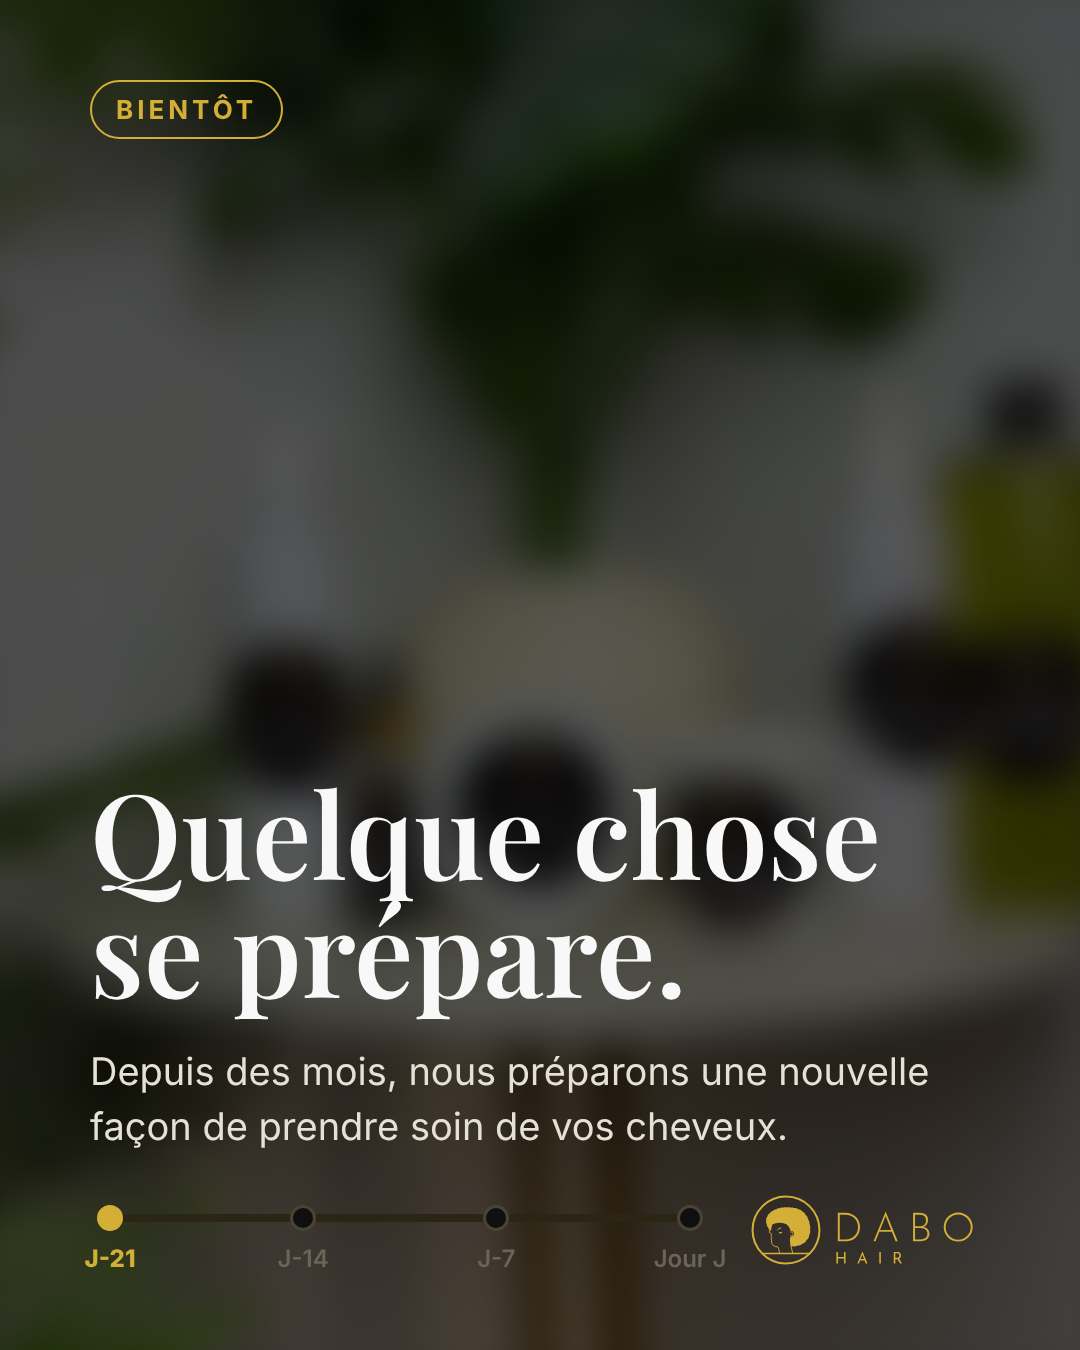 BIENTÔT
Quelque chose
se prépare.
Depuis des mois, nous préparons une nouvelle
façon de prendre soin de vos cheveux.
J-21
J-14
J-7
Jour J
DABO
HAIR